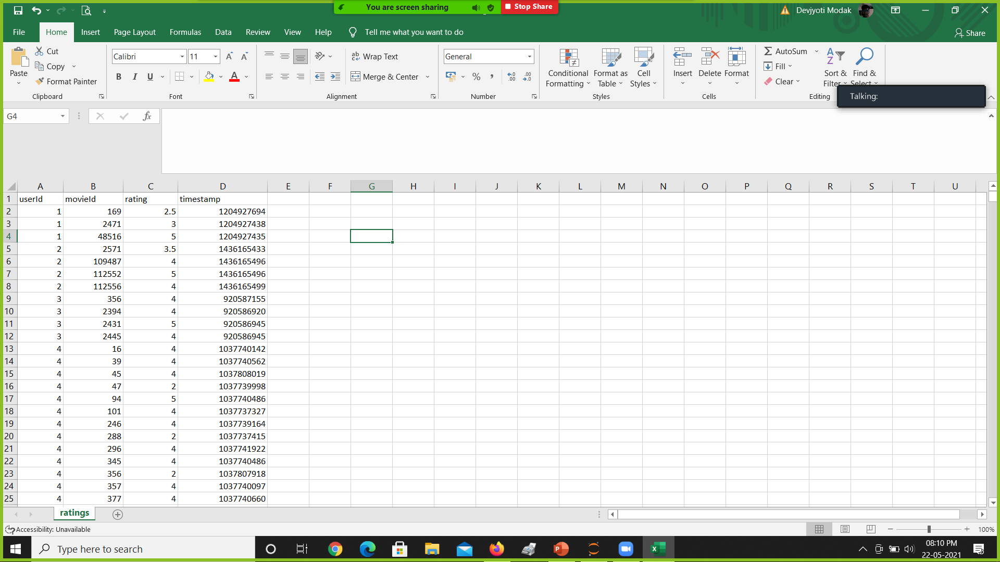 You are screen sharing Stop Share
Devjyoti Modak
File Home Insert Page Layout Formulas Data Review View Help Tell me what you want to do Share
Paste Cut Copy Format Painter Clipboard
Calibri 11 B I U A Font
ab Wrap Text Merge & Center Alignment
General % , Number
Conditional Formatting Format as Table Cell Styles Styles
Insert Delete Format Cells
AutoSum Fill Clear Sort & Filter Find & Select Editing
Talking:
G4 fx
A B C D E F G H I J K L M N O P Q R S T U
1 userId movieId rating timestamp
2 1 169 2.5 1204927694
3 1 2471 3 1204927438
4 1 48516 5 1204927435
5 2 2571 3.5 1436165433
6 2 109487 4 1436165496
7 2 112552 5 1436165496
8 2 112556 4 1436165499
9 3 356 4 920587155
10 3 2394 4 920586920
11 3 2431 5 920586945
12 3 2445 4 920586945
13 4 16 4 1037740142
14 4 39 4 1037740562
15 4 45 4 1037808019
16 4 47 2 1037739998
17 4 94 5 1037740486
18 4 101 4 1037737327
19 4 246 4 1037739164
20 4 288 2 1037737415
21 4 296 4 1037741922
22 4 345 4 1037740486
23 4 356 2 1037807918
24 4 357 4 1037740097
25 4 377 4 1037740660
ratings
Accessibility: Unavailable 100%
Type here to search
08:10 PM
22-05-2021